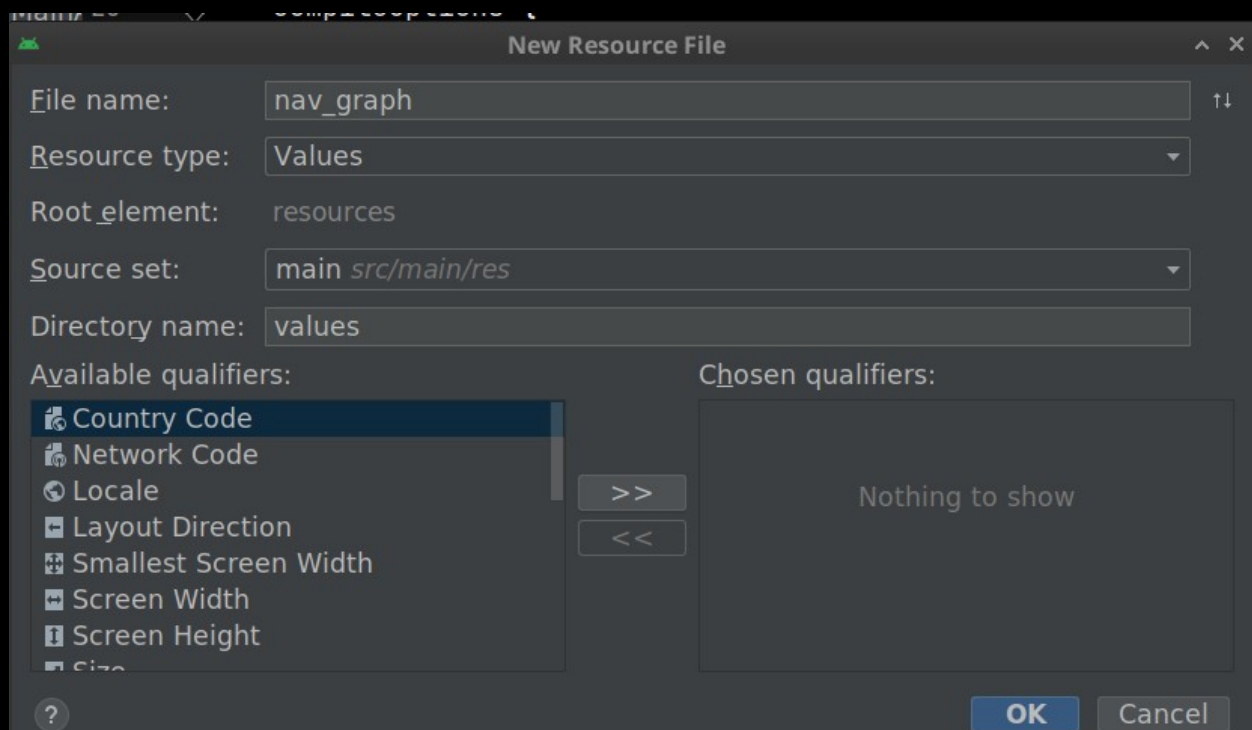 New Resource File
File name: nav_graph
Resource type: Values
Root element: resources
Source set: main src/main/res
Directory name: values
Available qualifiers: Chosen qualifiers:
Country Code
Network Code
Locale
Layout Direction
Smallest Screen Width
Screen Width
Screen Height
Size
>>
<<
Nothing to show
? OK Cancel